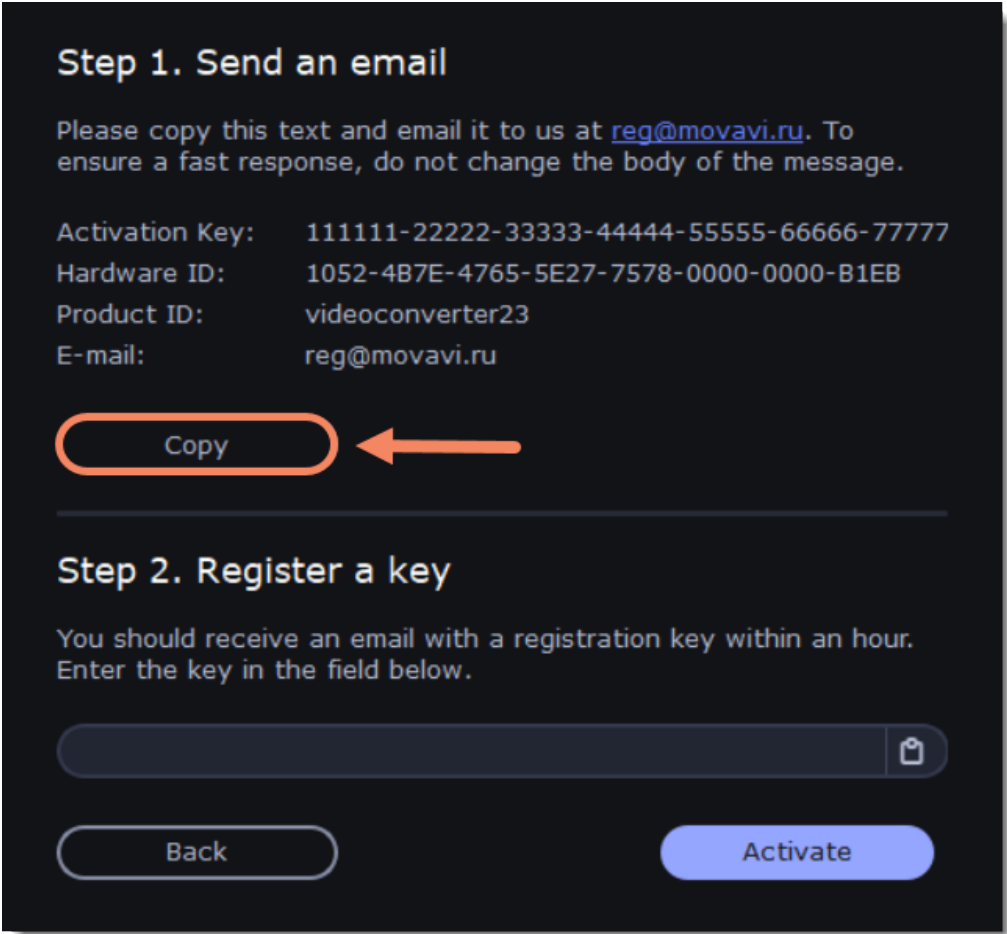 Step 1. Send an email
Please copy this text and email it to us at reg@movavi.ru. To
ensure a fast response, do not change the body of the message.
Activation Key: 111111-22222-33333-44444-55555-66666-77777
Hardware ID: 1052-4B7E-4765-5E27-7578-0000-0000-B1EB
Product ID: videoconverter23
E-mail: reg@movavi.ru
Copy
Step 2. Register a key
You should receive an email with a registration key within an hour.
Enter the key in the field below.
Back Activate